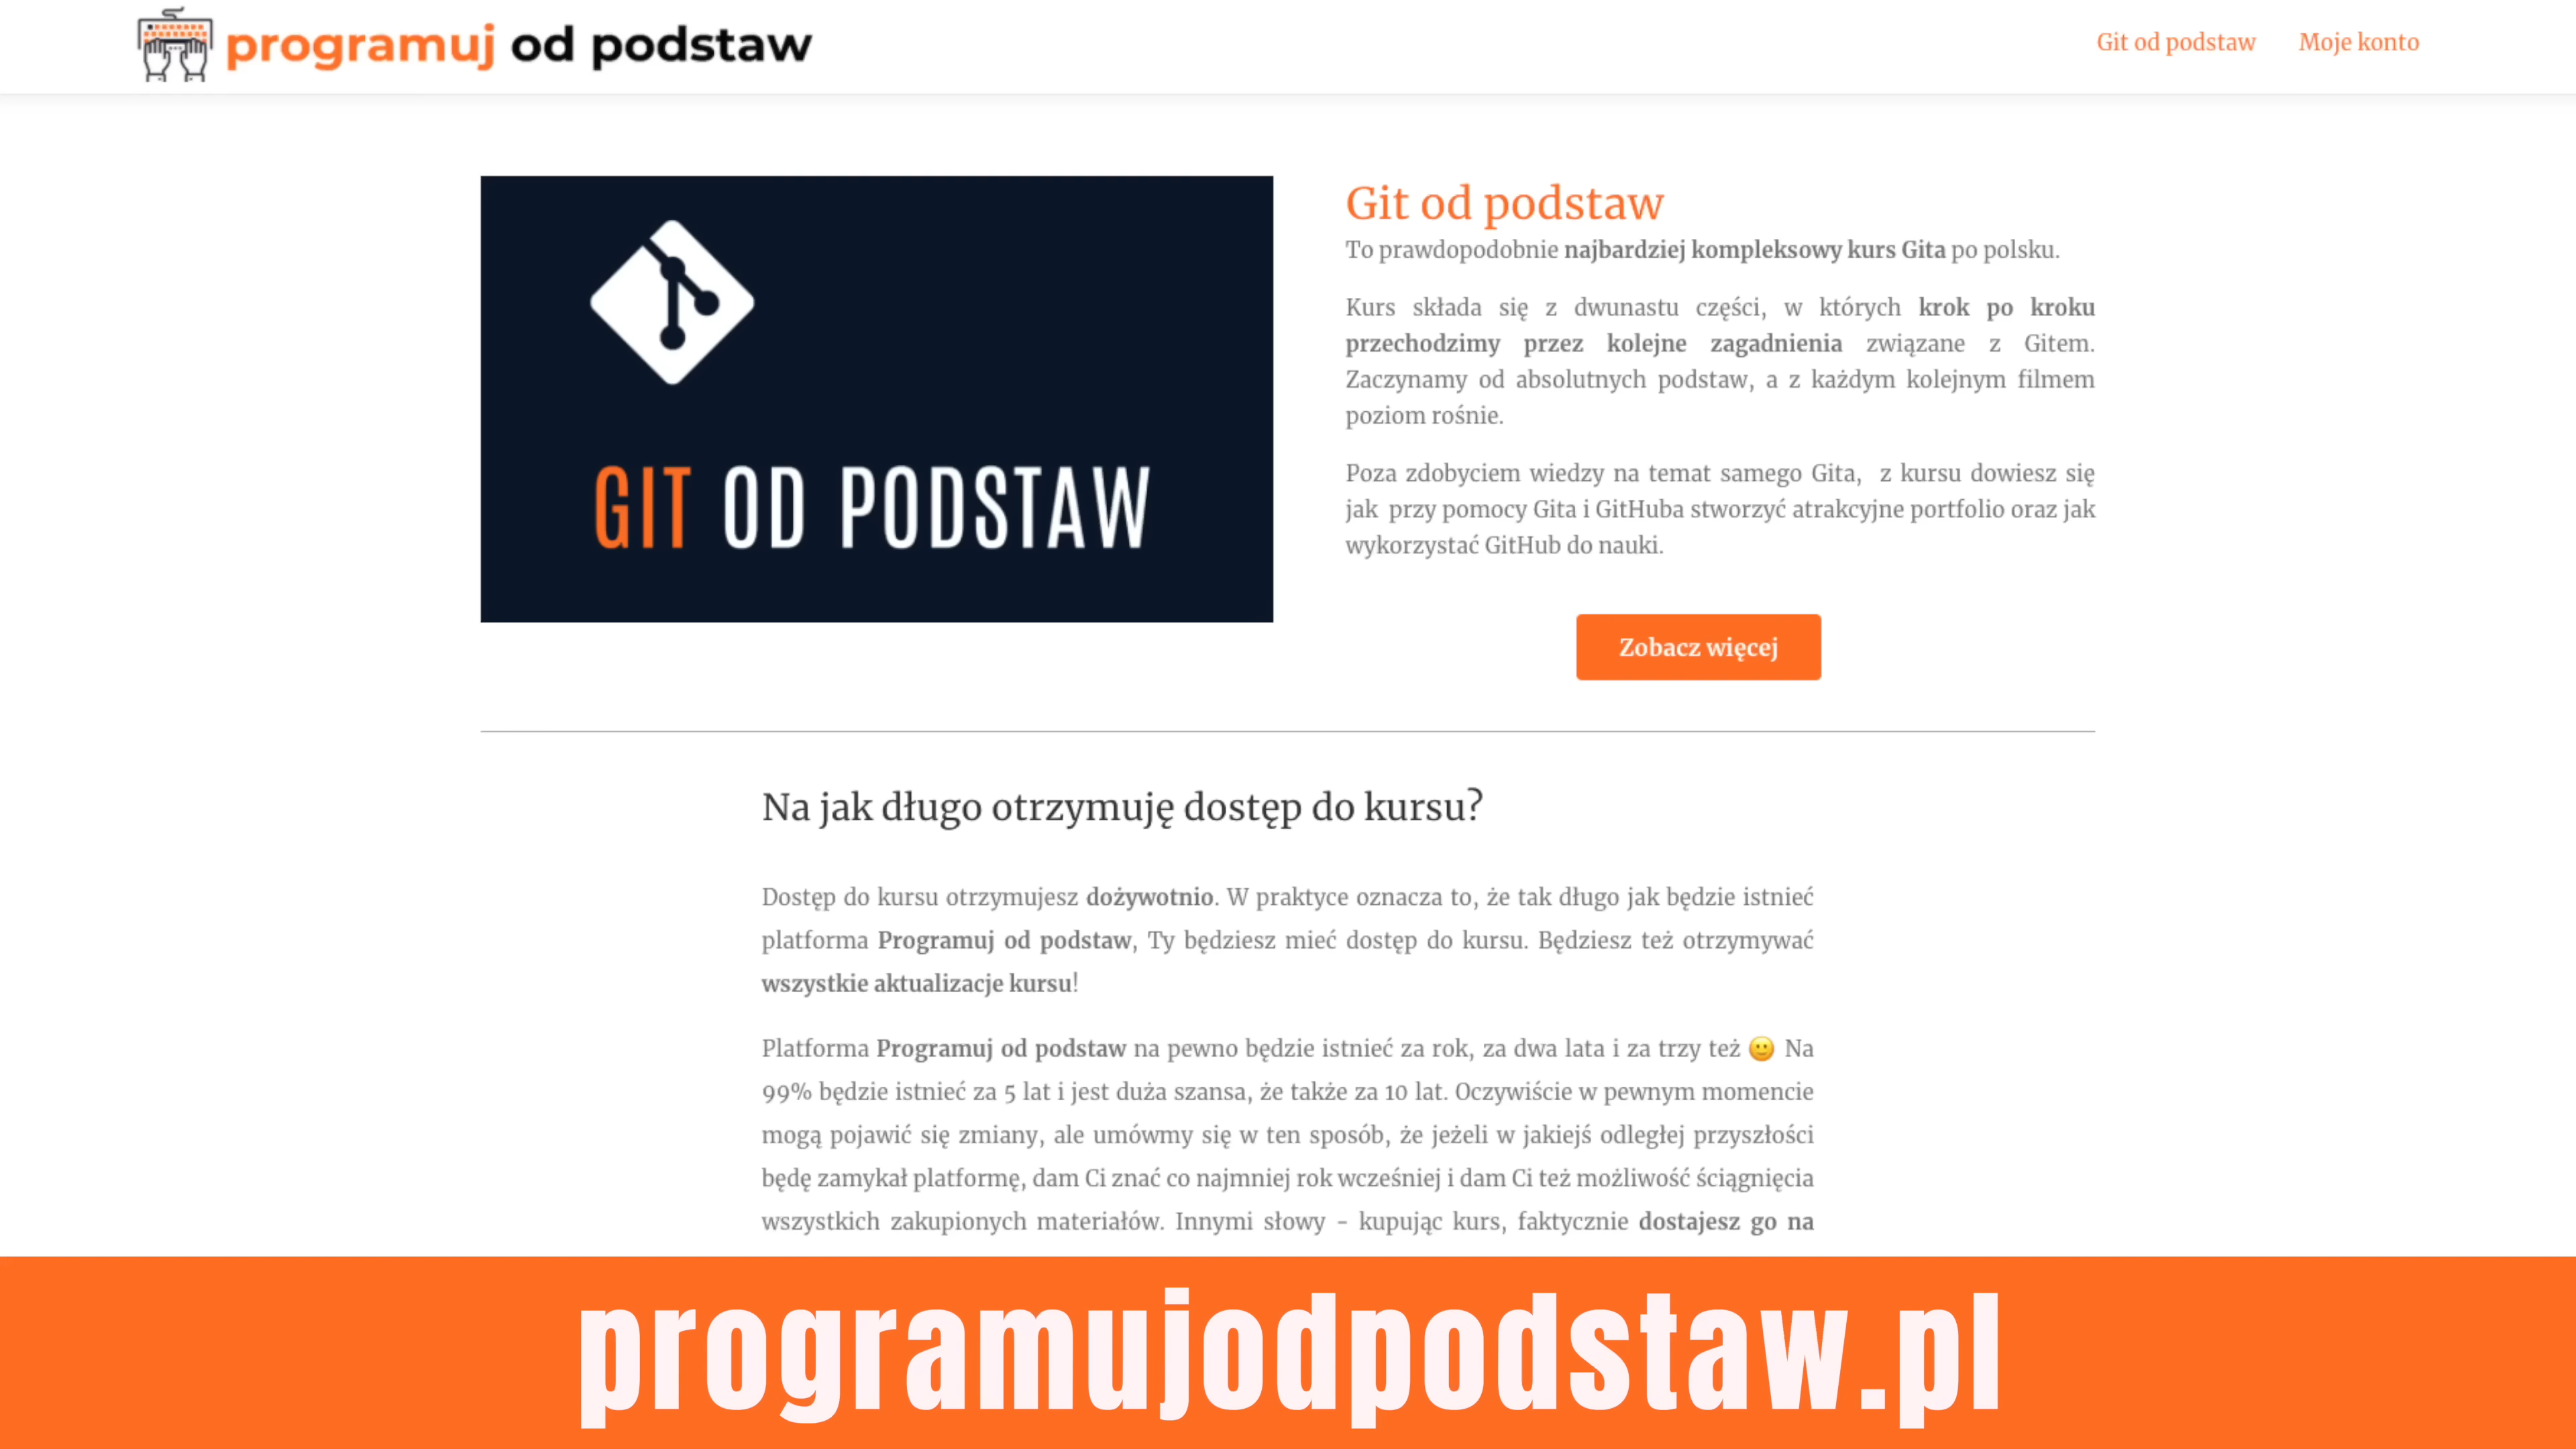 programuj od podstaw
Git od podstaw
Moje konto
GIT OD PODSTAW
Git od podstaw
To prawdopodobnie najbardziej kompleksowy kurs Gita po polsku.
Kurs składa się z dwunastu części, w których krok po kroku
przechodzimy przez kolejne zagadnienia związane z Gitem.
Zaczynamy od absolutnych podstaw, a z każdym kolejnym filmem
poziom rośnie.
Poza zdobyciem wiedzy na temat samego Gita, z kursu dowiesz się
jak przy pomocy Gita i GitHuba stworzyć atrakcyjne portfolio oraz jak
wykorzystać GitHub do nauki.
Zobacz więcej
Na jak długo otrzymuję dostęp do kursu?
Dostęp do kursu otrzymujesz dożywotnio. W praktyce oznacza to, że tak długo jak będzie istnieć
platforma Programuj od podstaw, Ty będziesz mieć dostęp do kursu. Będziesz też otrzymywać
wszystkie aktualizacje kursu!
Platforma Programuj od podstaw na pewno będzie istnieć za rok, za dwa lata i za trzy też 🙂 Na
99% będzie istnieć za 5 lat i jest duża szansa, że także za 10 lat. Oczywiście w pewnym momencie
mogą pojawić się zmiany, ale umówmy się w ten sposób, że jeżeli w jakiejś odległej przyszłości
będę zamykał platformę, dam Ci znać co najmniej rok wcześniej i dam Ci też możliwość ściągnięcia
wszystkich zakupionych materiałów. Innymi słowy - kupując kurs, faktycznie dostajesz go na
programujodpodstaw.pl